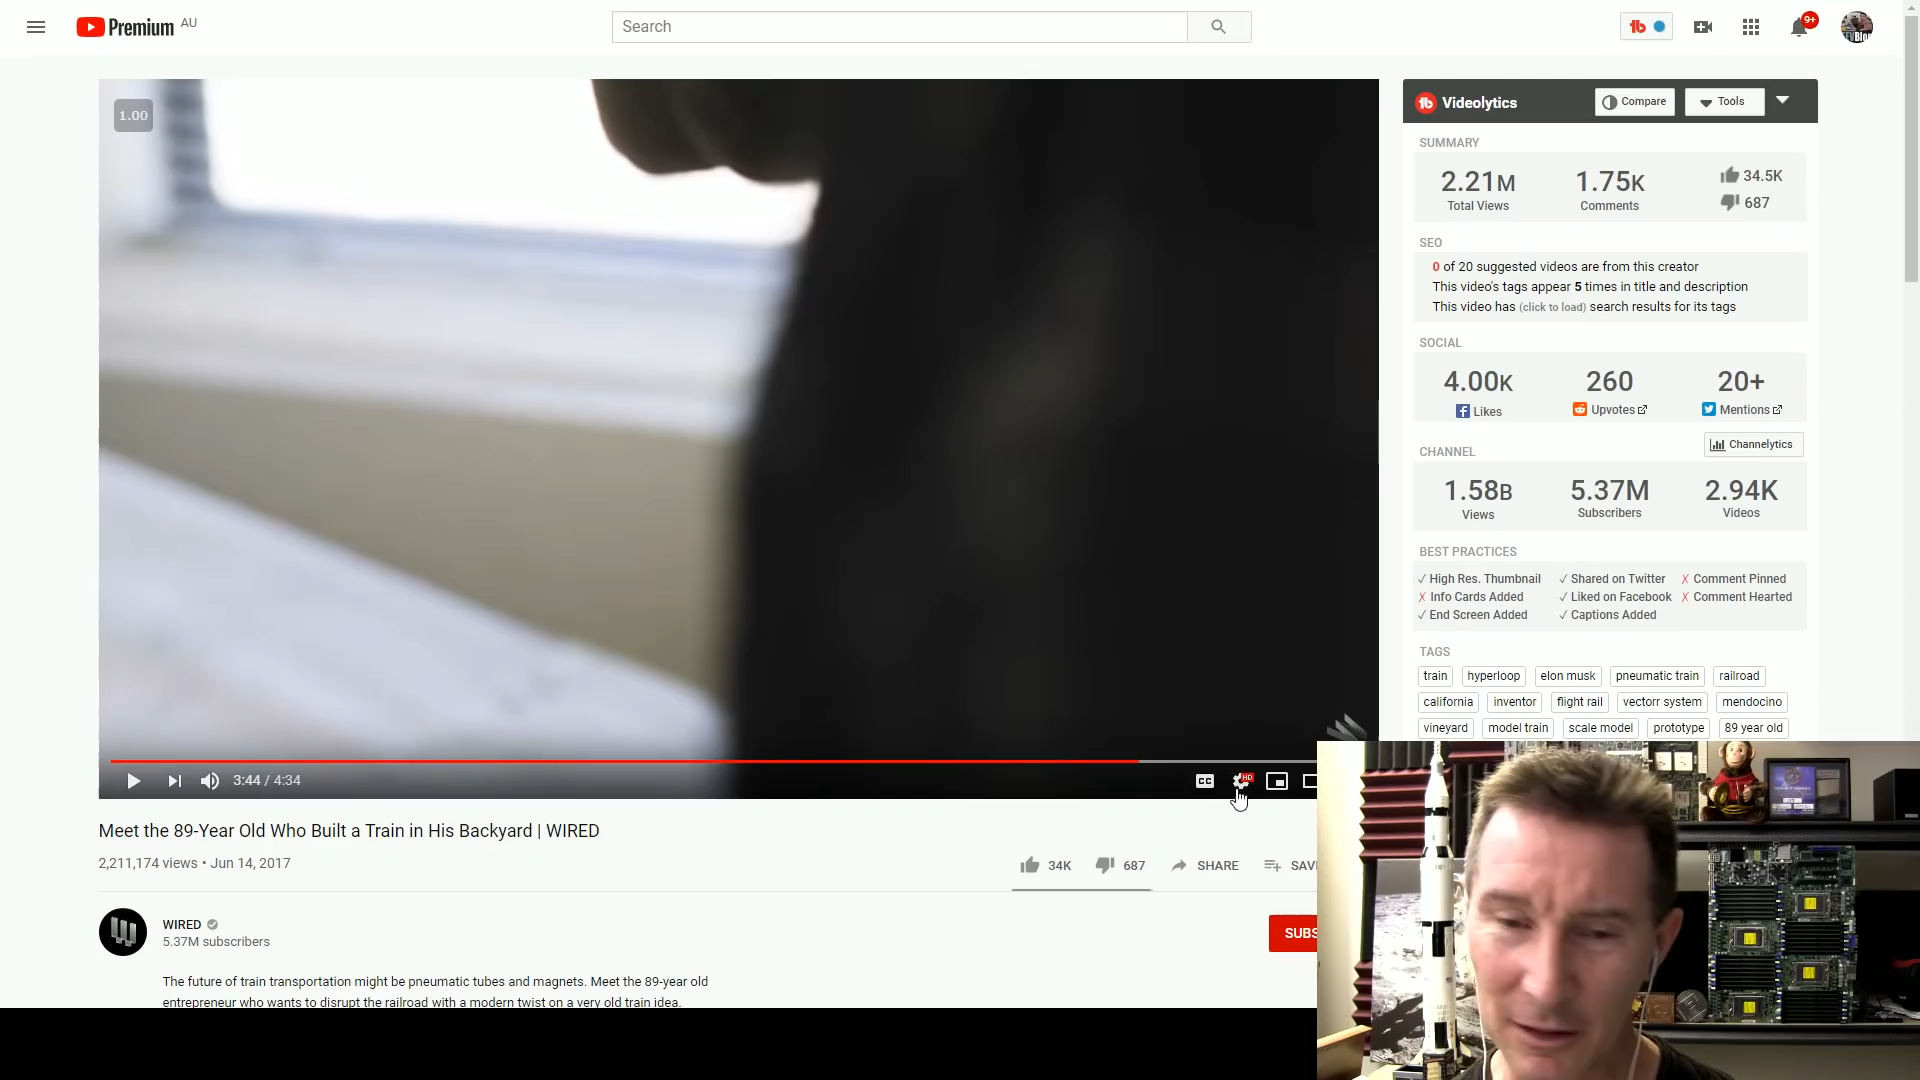 Premium AU
Search
9+
1.00
Videolytics
Compare
Tools
SUMMARY
2.21M
Total Views
1.75K
Comments
34.5K
687
SEO
0 of 20 suggested videos are from this creator
This video's tags appear 5 times in title and description
This video has (click to load) search results for its tags
SOCIAL
4.00K
Likes
260
Upvotes
20+
Mentions
CHANNEL
Channelytics
1.58B
Views
5.37M
Subscribers
2.94K
Videos
BEST PRACTICES
✓ High Res. Thumbnail ✓ Shared on Twitter ✗ Comment Pinned
✗ Info Cards Added ✓ Liked on Facebook ✗ Comment Hearted
✓ End Screen Added ✓ Captions Added
TAGS
train hyperloop elon musk pneumatic train railroad
california inventor flight rail vectorr system mendocino
vineyard model train scale model prototype 89 year old
3:44 / 4:34
CC
HD
Meet the 89-Year Old Who Built a Train in His Backyard | WIRED
2,211,174 views • Jun 14, 2017
34K 687 SHARE SAV
WIRED
5.37M subscribers
SUBS
The future of train transportation might be pneumatic tubes and magnets. Meet the 89-year old
entrepreneur who wants to disrupt the railroad with a modern twist on a very old train idea.